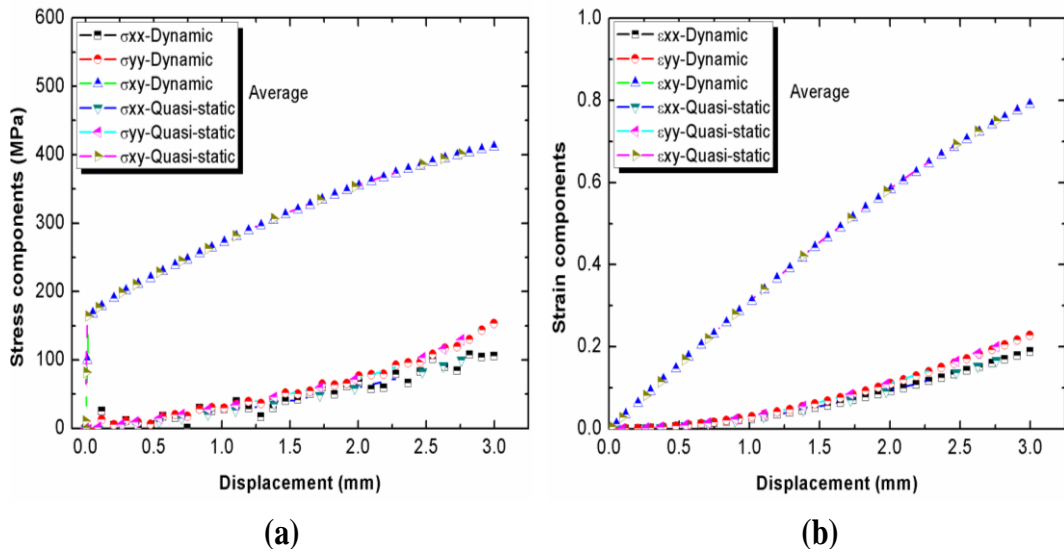 600
500
400
300
200
100
0
Stress components (MPa)
σxx-Dynamic
σyy-Dynamic
σxy-Dynamic
σxx-Quasi-static
σyy-Quasi-static
σxy-Quasi-static
Average
0.0 0.5 1.0 1.5 2.0 2.5 3.0
Displacement (mm)
(a)
1.0
0.8
0.6
0.4
0.2
0.0
Strain components
εxx-Dynamic
εyy-Dynamic
εxy-Dynamic
εxx-Quasi-static
εyy-Quasi-static
εxy-Quasi-static
Average
0.0 0.5 1.0 1.5 2.0 2.5 3.0
Displacement (mm)
(b)